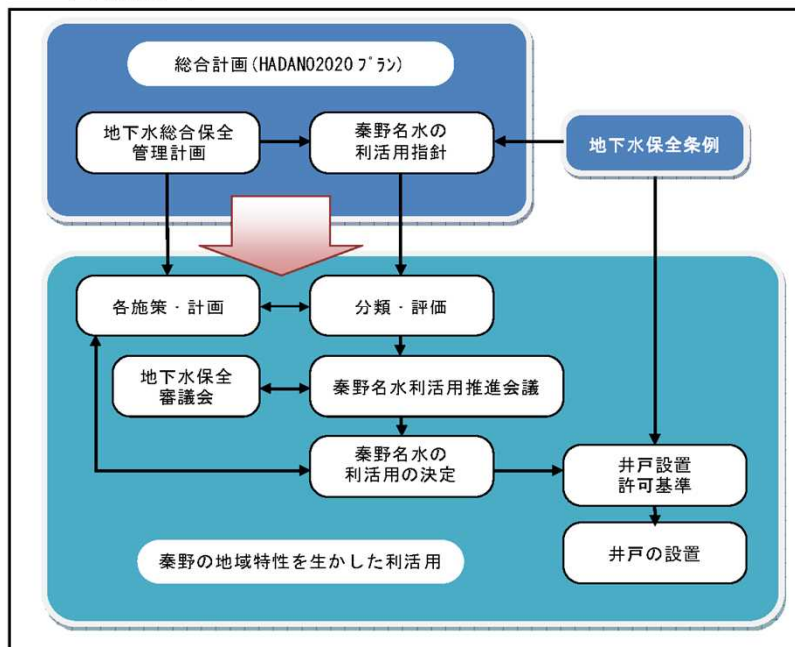 総合計画(HADANO2020プラン)
地下水総合保全
管理計画
秦野名水の
利活用指針
地下水保全条例
各施策・計画
分類・評価
地下水保全
審議会
秦野名水利活用推進会議
秦野名水の
利活用の決定
井戸設置
許可基準
井戸の設置
秦野の地域特性を生かした利活用